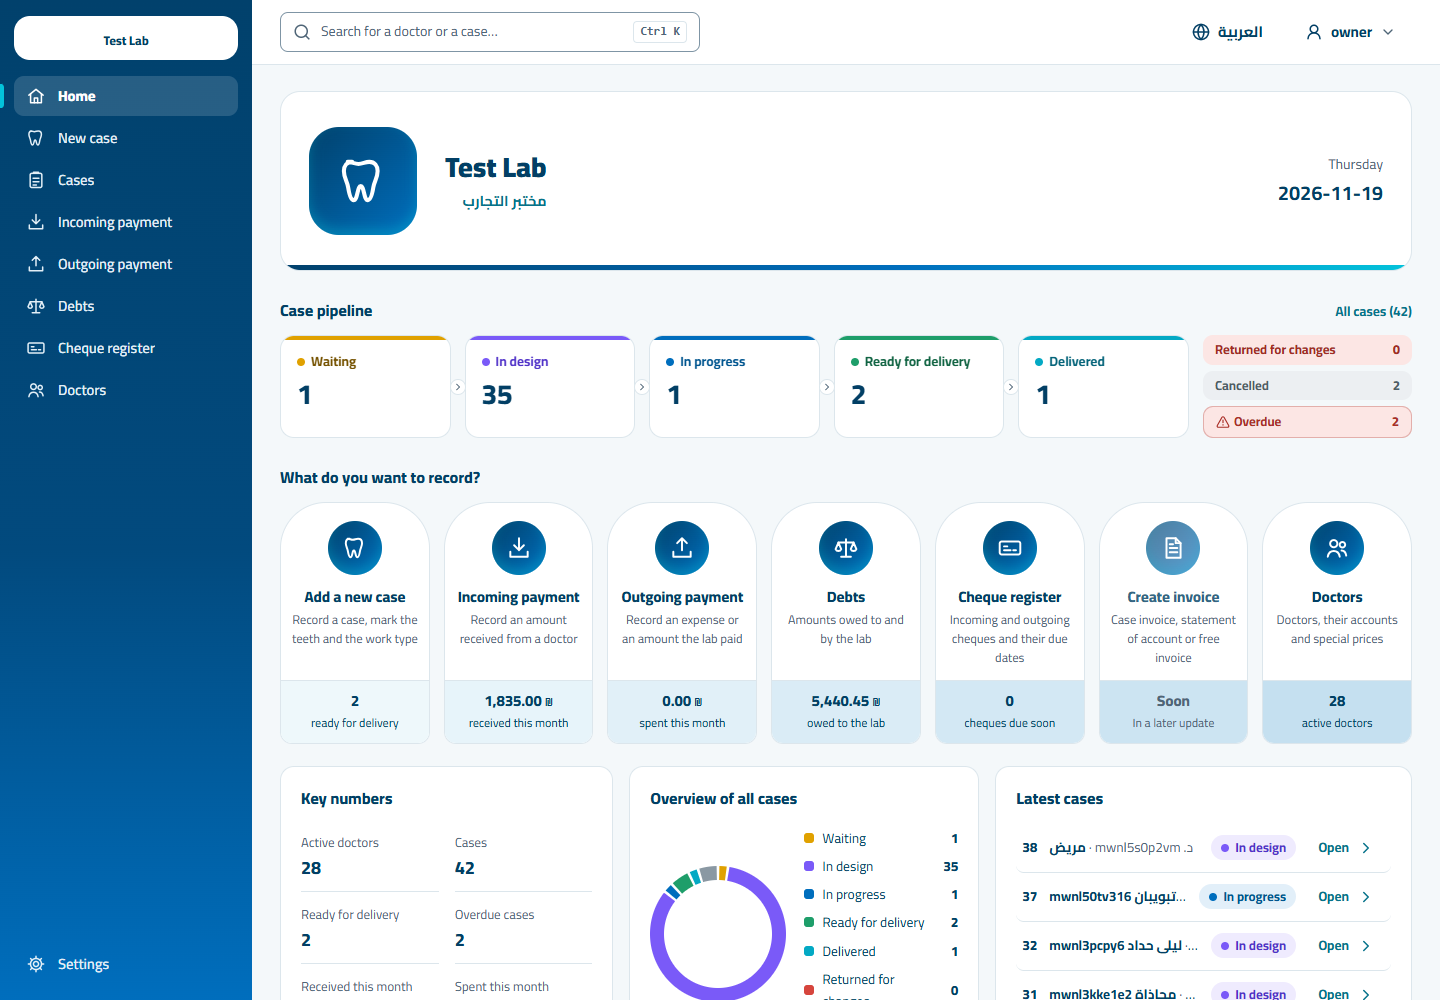 Test Lab
Home
New case
Cases
Incoming payment
Outgoing payment
Debts
Cheque register
Doctors
Settings
Search for a doctor or a case...
Ctrl K
العربية
owner
Test Lab
مختبر التجارب
Thursday
2026-11-19
Case pipeline
All cases (42)
Waiting
1
In design
35
In progress
1
Ready for delivery
2
Delivered
1
Returned for changes 0
Cancelled 2
Overdue 2
What do you want to record?
Add a new case
Record a case, mark the
teeth and the work type
2
ready for delivery
Incoming payment
Record an amount
received from a doctor
1,835.00 ₪
received this month
Outgoing payment
Record an expense or
an amount the lab paid
0.00 ₪
spent this month
Debts
Amounts owed to and
by the lab
5,440.45 ₪
owed to the lab
Cheque register
Incoming and outgoing
cheques and their due
dates
0
cheques due soon
Create invoice
Case invoice, statement
of account or free
invoice
Soon
In a later update
Doctors
Doctors, their accounts
and special prices
28
active doctors
Key numbers
Active doctors
28
Cases
42
Ready for delivery
2
Overdue cases
2
Received this month
Spent this month
Overview of all cases
Waiting 1
In design 35
In progress 1
Ready for delivery 2
Delivered 1
Returned for 0
Latest cases
38 مريض · mwnl5s0p2vm د. In design Open
37 mwnl50tv316 تبويبان... In progress Open
32 mwnl3pcpy6 ليلى حداد ·... In design Open
31 mwnl3kke1e2 محاذاة · ... In design Open